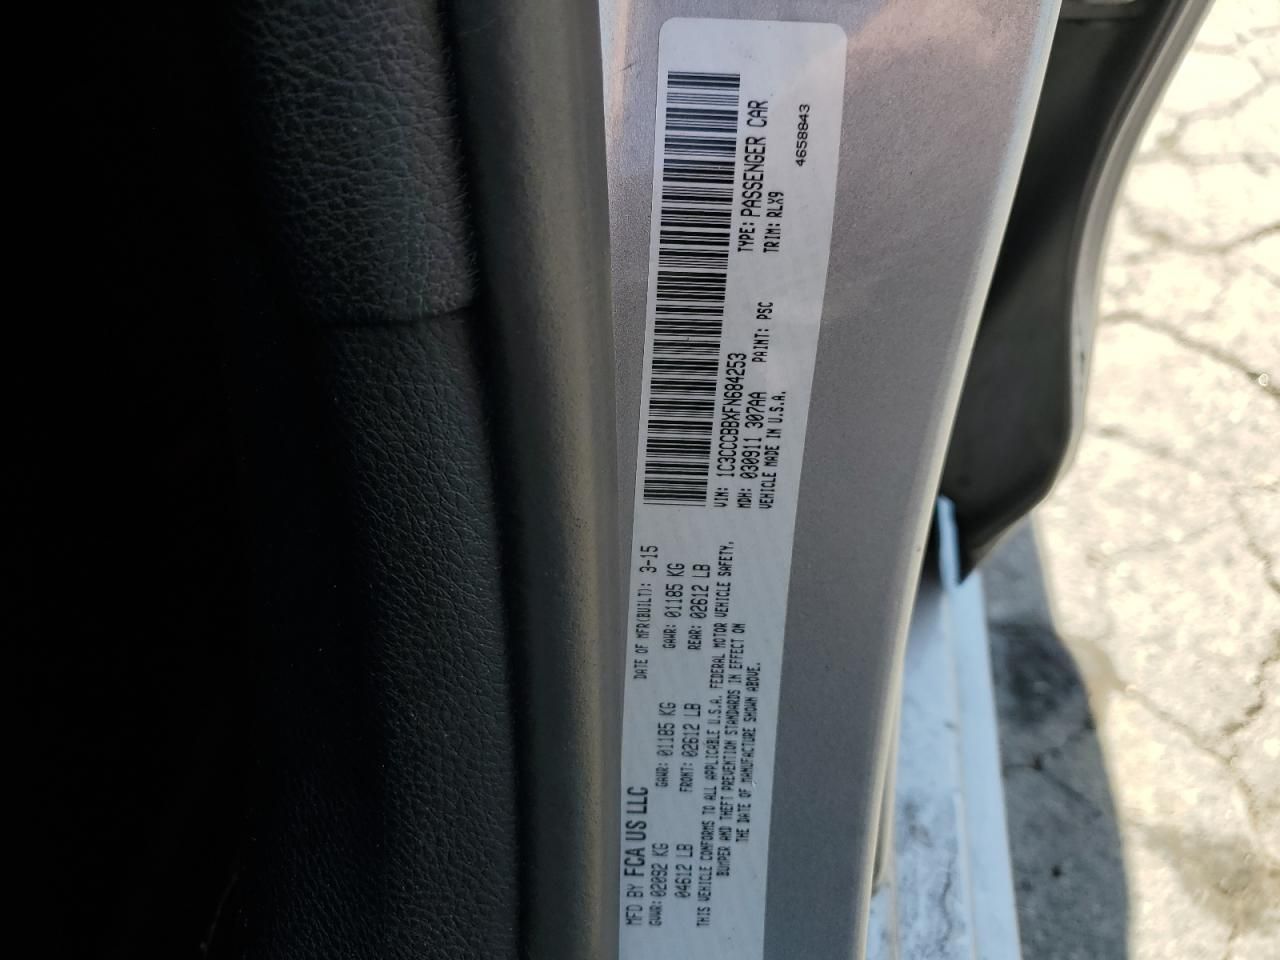 MFD BY FCA US LLC DATE OF MFR(BUILT): 3-15
GVWR: 02092 KG GAWR: 01185 KG GAWR: 01185 KG
04612 LB FRONT: 02612 LB REAR: 02612 LB
THIS VEHICLE CONFORMS TO ALL APPLICABLE U.S.A. FEDERAL MOTOR VEHICLE SAFETY,
BUMPER AND THEFT PREVENTION STANDARDS IN EFFECT ON
THE DATE OF MANUFACTURE SHOWN ABOVE.
VIN: 1C3CCCBBXFN684253 TYPE: PASSENGER CAR
MDH: 030911 307AA PAINT: PSC TRIM: RLX9
VEHICLE MADE IN U.S.A.
4658843